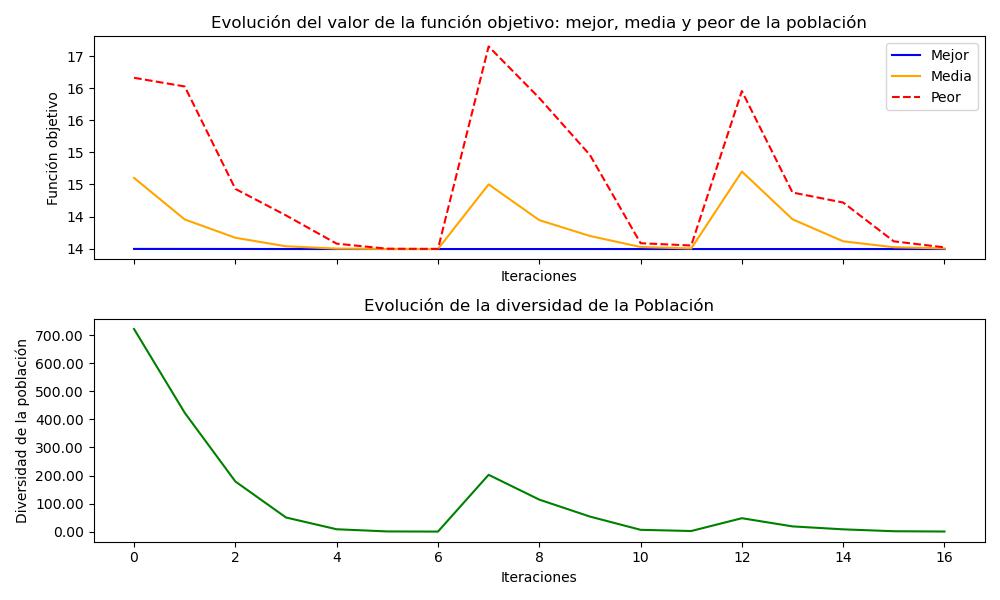 Evolución del valor de la función objetivo: mejor, media y peor de la población
Función objetivo
17
16
16
15
15
14
14
Mejor
Media
Peor
Iteraciones
Evolución de la diversidad de la Población
Diversidad de la población
700.00
600.00
500.00
400.00
300.00
200.00
100.00
0.00
0 2 4 6 8 10 12 14 16
Iteraciones